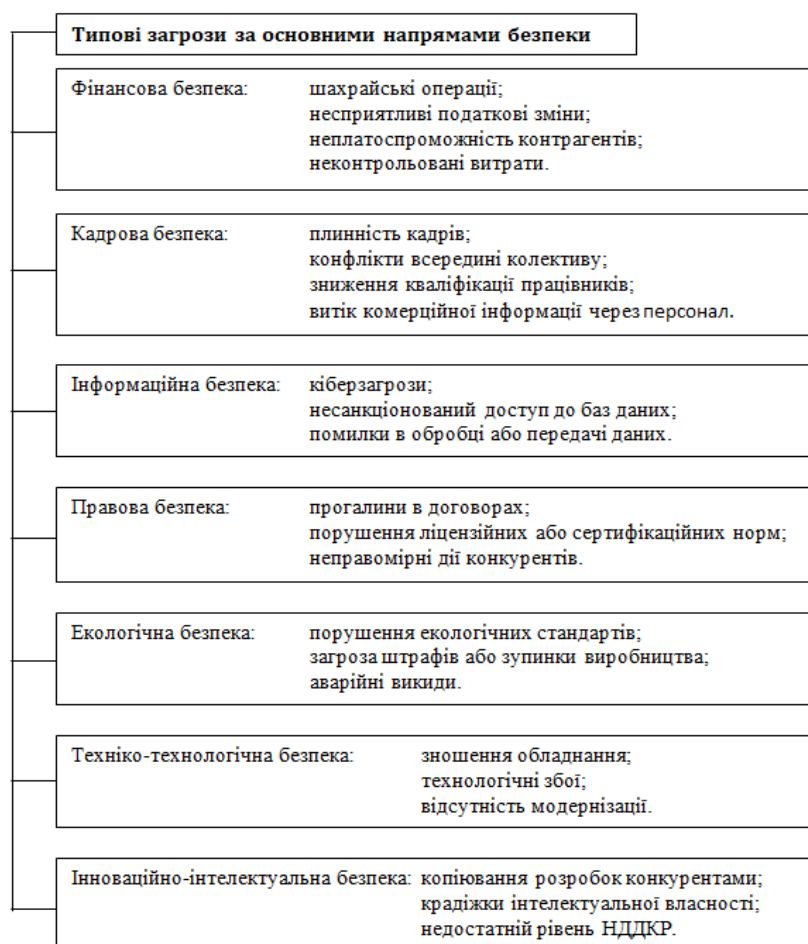 Типові загрози за основними напрямами безпеки
Фінансова безпека: шахрайські операції;
несприятливі податкові зміни;
неплатоспроможність контрагентів;
неконтрольовані витрати.
Кадрова безпека: плинність кадрів;
конфлікти всередині колективу;
зниження кваліфікації працівників;
витік комерційної інформації через персонал.
Інформаційна безпека: кіберзагрози;
несанкціонований доступ до баз даних;
помилки в обробці або передачі даних.
Правова безпека: прогалини в договорах;
порушення ліцензійних або сертифікаційних норм;
неправомірні дії конкурентів.
Екологічна безпека: порушення екологічних стандартів;
загроза штрафів або зупинки виробництва;
аварійні викиди.
Техніко-технологічна безпека: зношення обладнання;
технологічні збої;
відсутність модернізації.
Інноваційно-інтелектуальна безпека: копіювання розробок конкурентами;
крадіжки інтелектуальної власності;
недостатній рівень НДДКР.